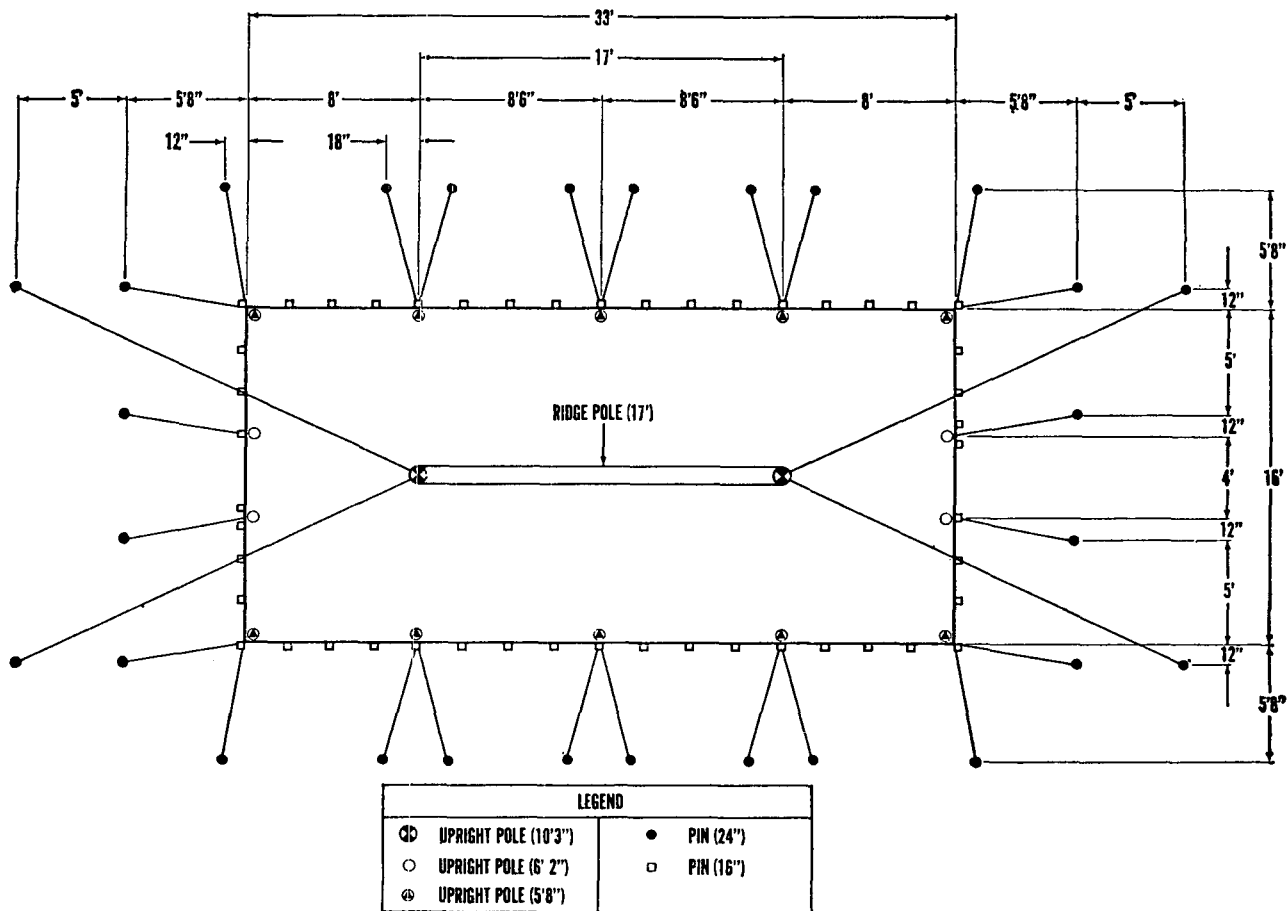 33'
17'
5' 5'8" 8' 8'6" 8'6" 8' 5'8" 5'
12" 18"
5'8"
12"
5'
RIDGE POLE (17')
12"
4' 16'
12"
5'
12"
5'8"
LEGEND
UPRIGHT POLE (10'3") PIN (24")
UPRIGHT POLE (6' 2") PIN (16")
UPRIGHT POLE (5'8")